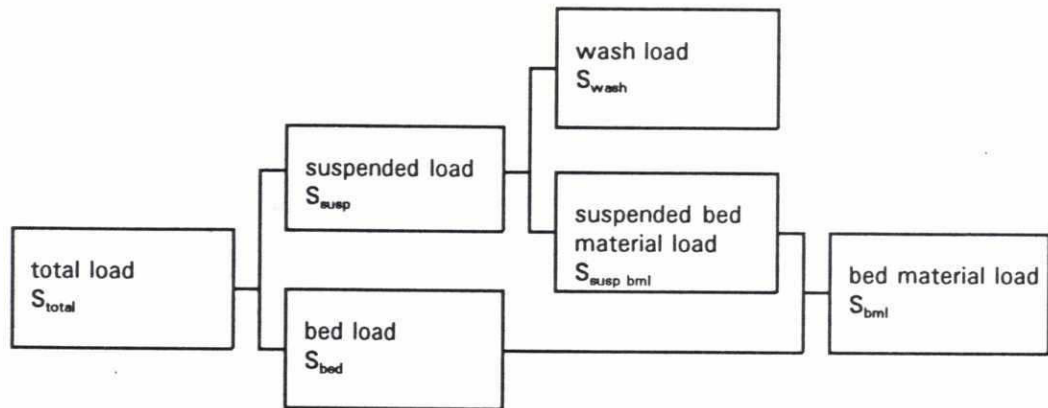 wash load
S_wash
suspended load
S_susp
suspended bed
material load
S_susp bml
total load
S_total
bed material load
S_bml
bed load
S_bed